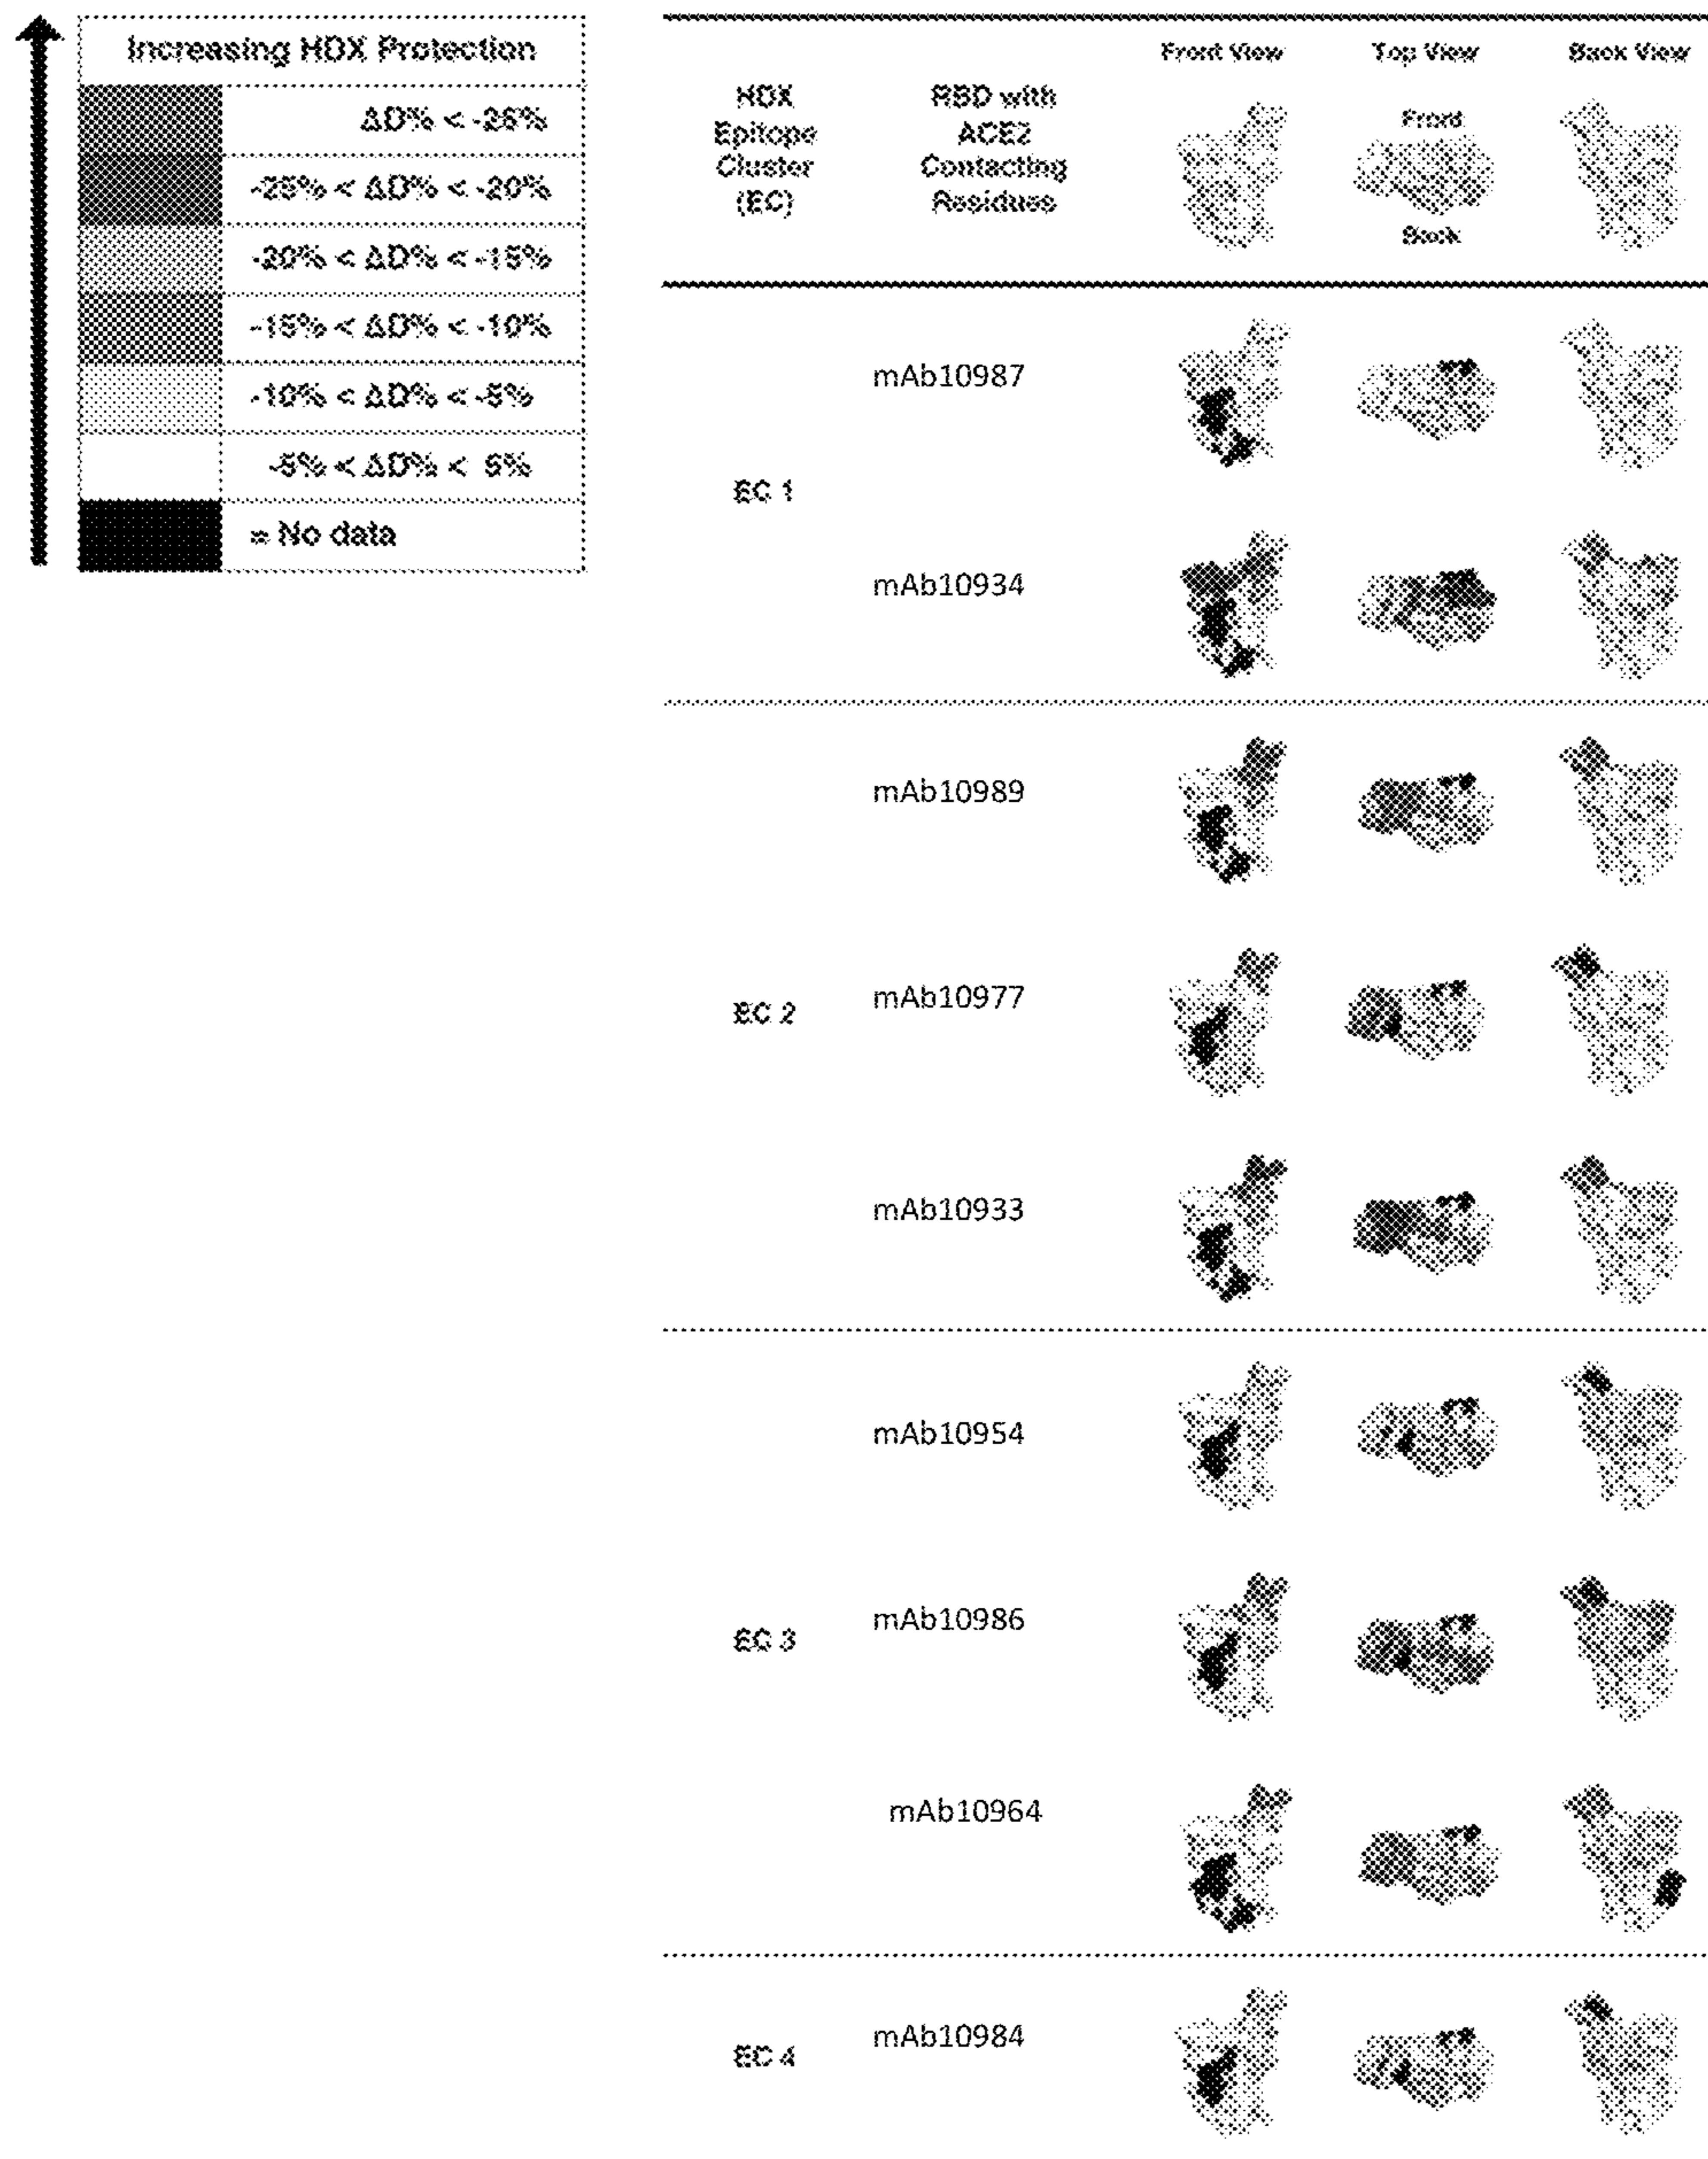 Increasing HDX Protection
ΔD% < -25%
-25% < ΔD% < -20%
-20% < ΔD% < -15%
-15% < ΔD% < -10%
-10% < ΔD% < -5%
-5% < ΔD% < 5%
= No data
Front View
Top View
Back View
HDX
Epitope
Cluster
(EC)
RBD with
ACE2
Contacting
Residues
Front
Back
mAb10987
EC 1
mAb10934
mAb10989
EC 2
mAb10977
mAb10933
mAb10954
EC 3
mAb10986
mAb10964
EC 4
mAb10984